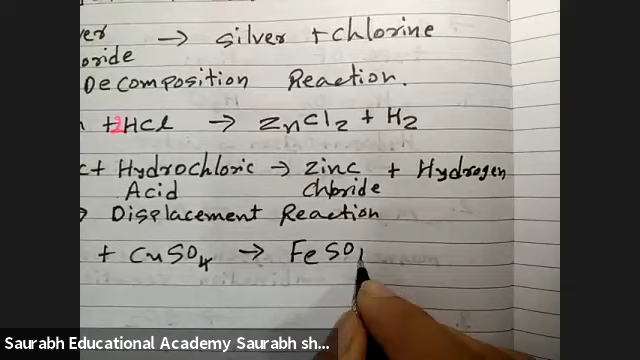 ver → silver + chlorine
oride
Decomposition Reaction.
+2HCl → ZnCl2 + H2
c + Hydrochloric → Zinc + Hydrogen
Acid Chloride
Displacement Reaction
+ CuSO4 → FeSO
Saurabh Educational Academy Saurabh sh...